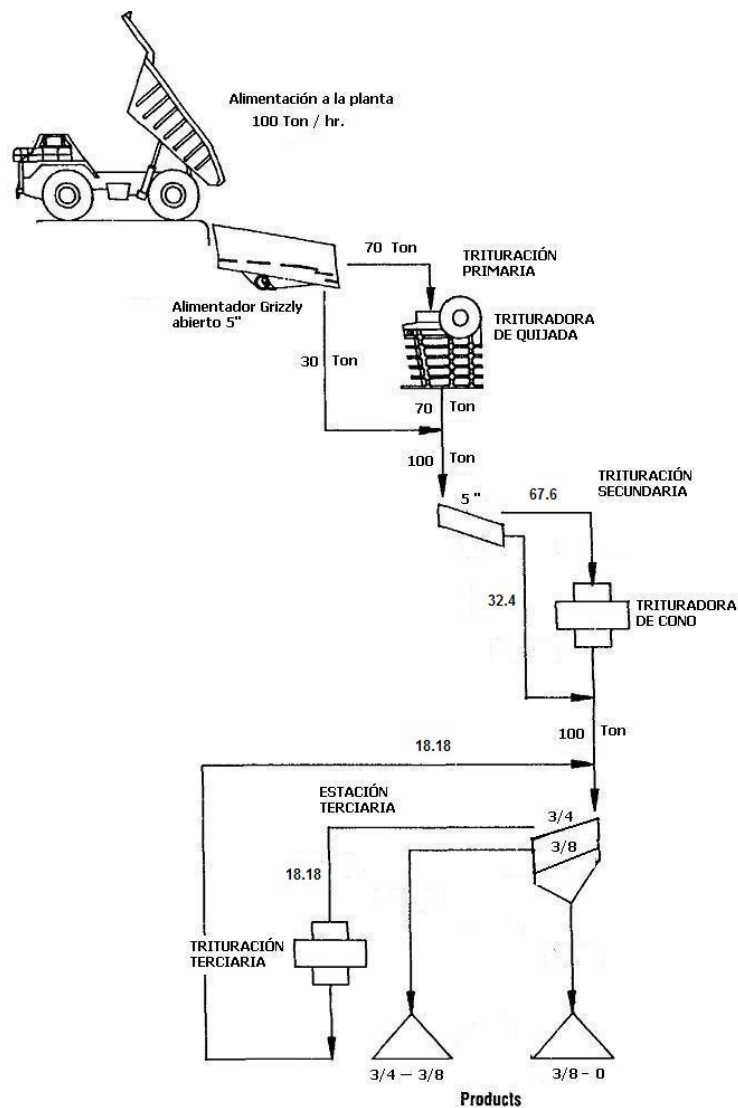 Alimentación a la planta
100 Ton / hr.
70 Ton
TRITURACIÓN
PRIMARIA
Alimentador Grizzly
abierto 5"
TRITURADORA
DE QUIJADA
30 Ton
70 Ton
100 Ton
TRITURACIÓN
SECUNDARIA
5 "
67.6
32.4
TRITURADORA
DE CONO
100 Ton
18.18
ESTACIÓN
TERCIARIA
3/4
3/8
18.18
TRITURACIÓN
TERCIARIA
3/4 — 3/8
3/8 - 0
Products